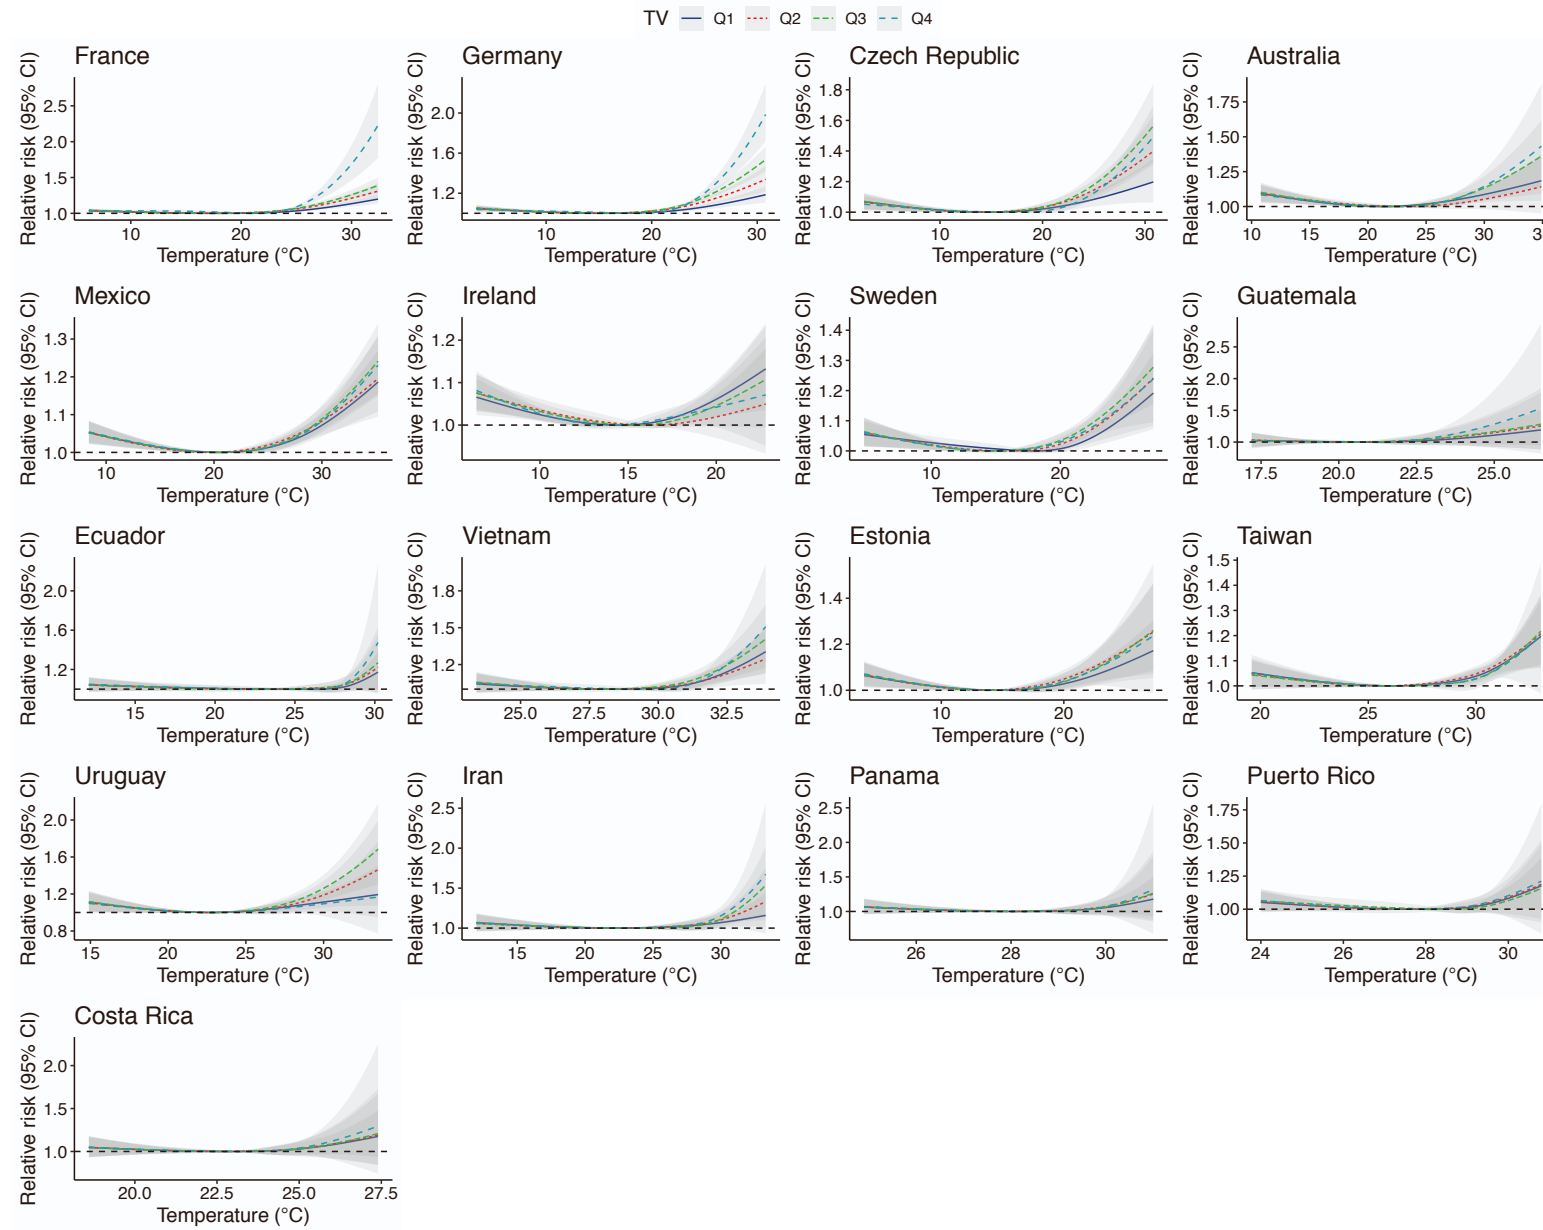 TV Q1 Q2 Q3 Q4
France
Relative risk (95% CI)
2.5
2.0
1.5
1.0
10 20 30
Temperature (°C)
Germany
Relative risk (95% CI)
2.0
1.6
1.2
10 20 30
Temperature (°C)
Czech Republic
Relative risk (95% CI)
1.8
1.6
1.4
1.2
1.0
10 20 30
Temperature (°C)
Australia
Relative risk (95% CI)
1.75
1.50
1.25
1.00
10 15 20 25 30
Temperature (°C)
Mexico
Relative risk (95% CI)
1.3
1.2
1.1
1.0
10 20 30
Temperature (°C)
Ireland
Relative risk (95% CI)
1.2
1.1
1.0
10 15 20
Temperature (°C)
Sweden
Relative risk (95% CI)
1.4
1.3
1.2
1.1
1.0
10 20
Temperature (°C)
Guatemala
Relative risk (95% CI)
2.5
2.0
1.5
1.0
17.5 20.0 22.5 25.0
Temperature (°C)
Ecuador
Relative risk (95% CI)
2.0
1.6
1.2
15 20 25 30
Temperature (°C)
Vietnam
Relative risk (95% CI)
1.8
1.5
1.2
25.0 27.5 30.0 32.5
Temperature (°C)
Estonia
Relative risk (95% CI)
1.4
1.2
1.0
10 20
Temperature (°C)
Taiwan
Relative risk (95% CI)
1.5
1.4
1.3
1.2
1.1
1.0
20 25 30
Temperature (°C)
Uruguay
Relative risk (95% CI)
2.0
1.6
1.2
0.8
15 20 25 30
Temperature (°C)
Iran
Relative risk (95% CI)
2.5
2.0
1.5
1.0
15 20 25 30
Temperature (°C)
Panama
Relative risk (95% CI)
2.5
2.0
1.5
1.0
26 28 30
Temperature (°C)
Puerto Rico
Relative risk (95% CI)
1.75
1.50
1.25
1.00
24 26 28 30
Temperature (°C)
Costa Rica
Relative risk (95% CI)
2.0
1.5
1.0
20.0 22.5 25.0 27.5
Temperature (°C)